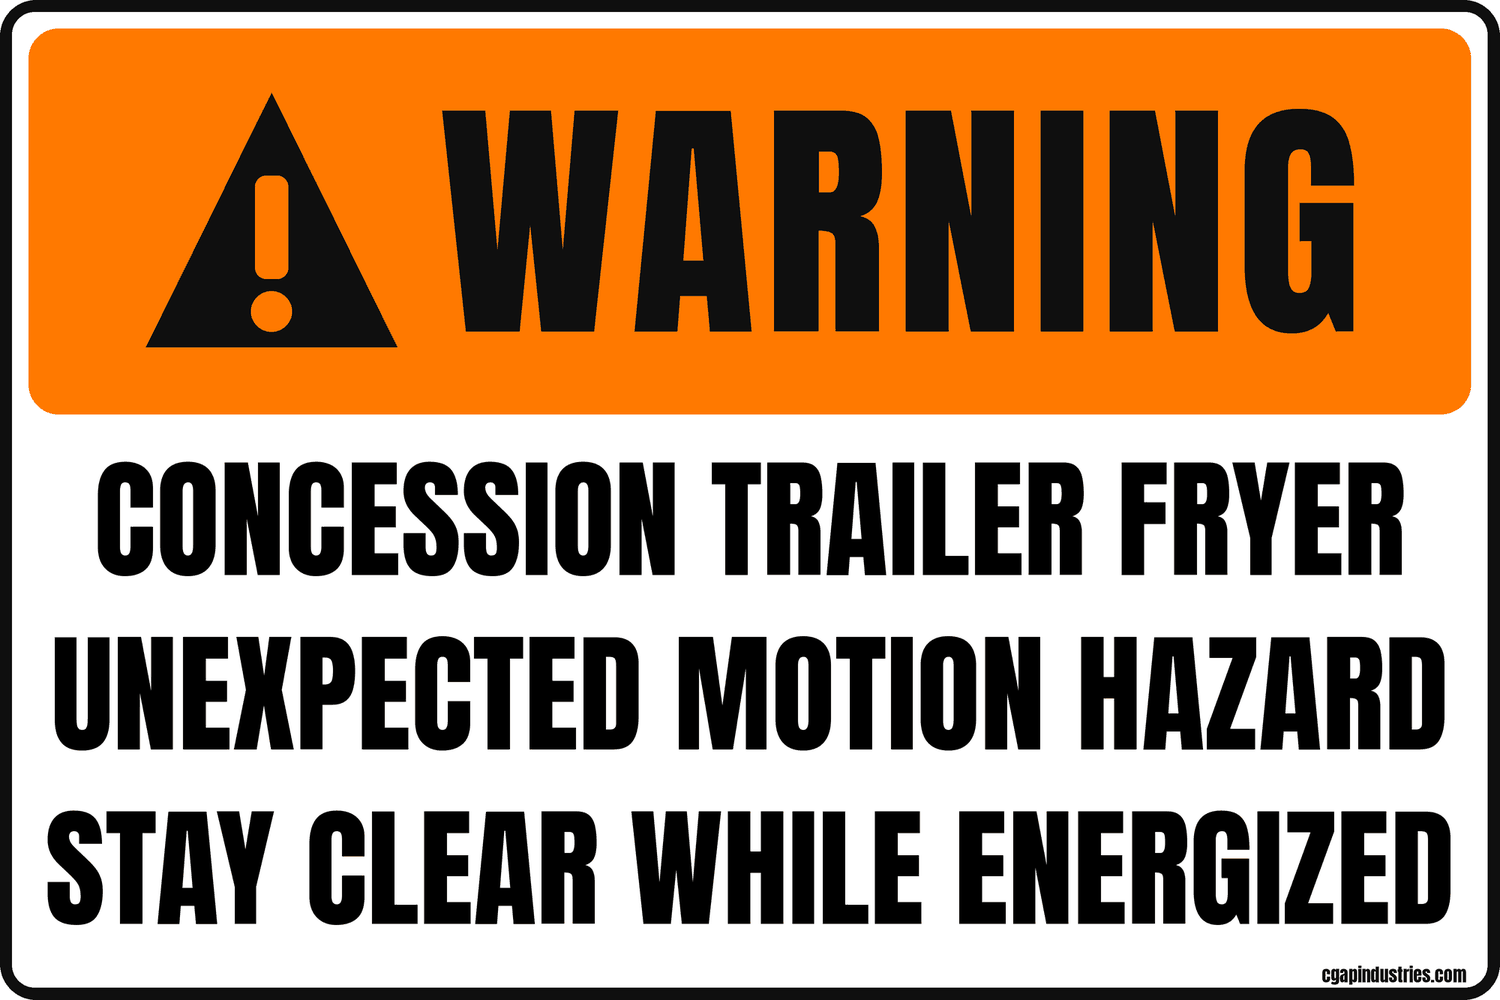 WARNING
CONCESSION TRAILER FRYER
UNEXPECTED MOTION HAZARD
STAY CLEAR WHILE ENERGIZED
cgapindustries.com